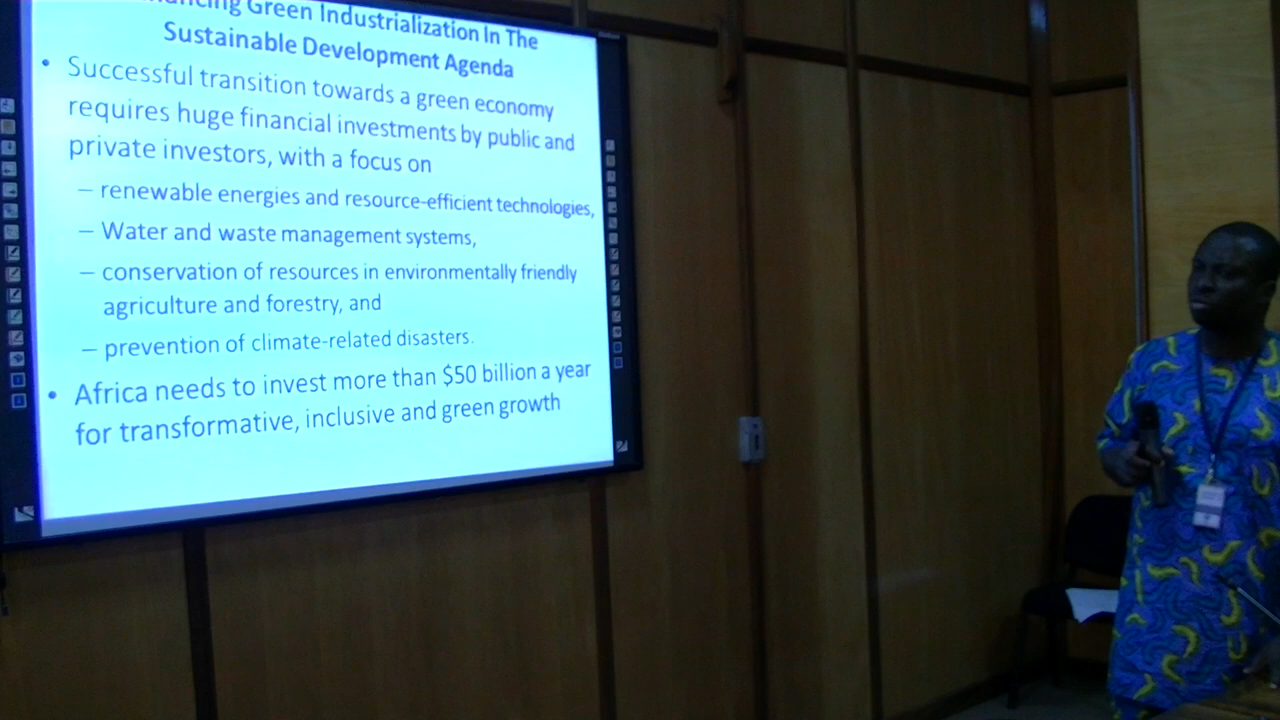 Green Industrialization In The
Sustainable Development Agenda
• Successful transition towards a green economy
requires huge financial investments by public and
private investors, with a focus on
– renewable energies and resource-efficient technologies,
– Water and waste management systems,
– conservation of resources in environmentally friendly
agriculture and forestry, and
– prevention of climate-related disasters.
• Africa needs to invest more than $50 billion a year
for transformative, inclusive and green growth